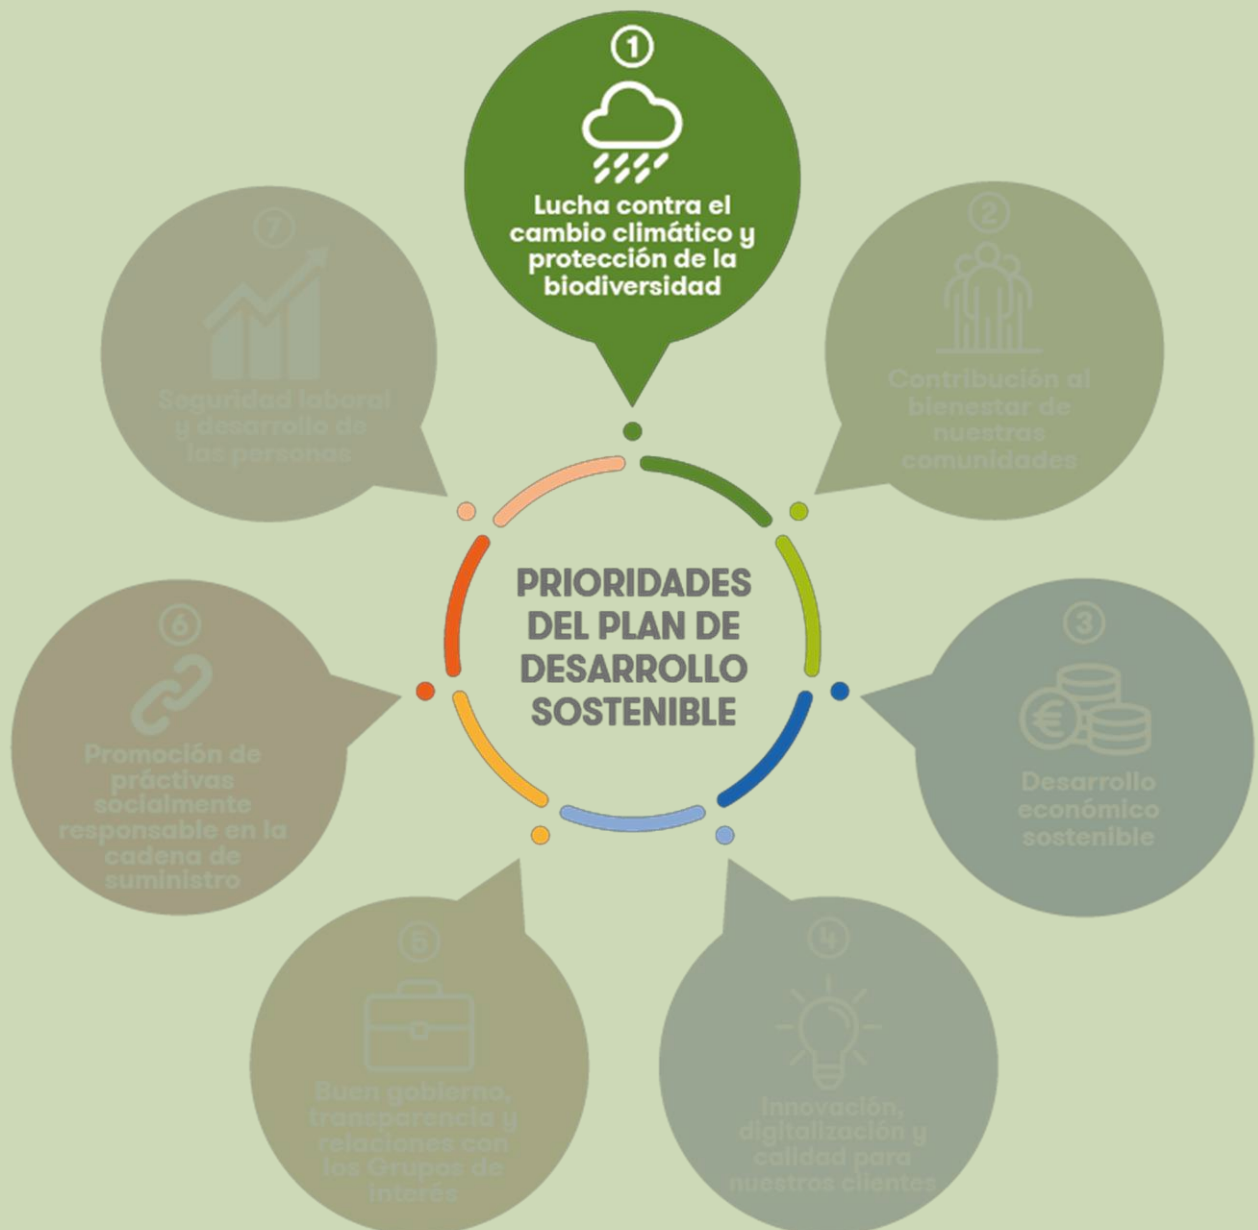 1
Lucha contra el
cambio climático y
protección de la
biodiversidad
2
Contribución al
bienestar de
nuestras
comunidades
3
€
Desarrollo
económico
sostenible
4
Innovación,
digitalización y
calidad para
nuestros clientes
5
Buen gobierno,
transparencia y
relaciones con
los Grupos de
interés
6
Promoción de
práctivas
socialmente
responsable en la
cadena de
suministro
7
Seguridad laboral
y desarrollo de
las personas
PRIORIDADES
DEL PLAN DE
DESARROLLO
SOSTENIBLE